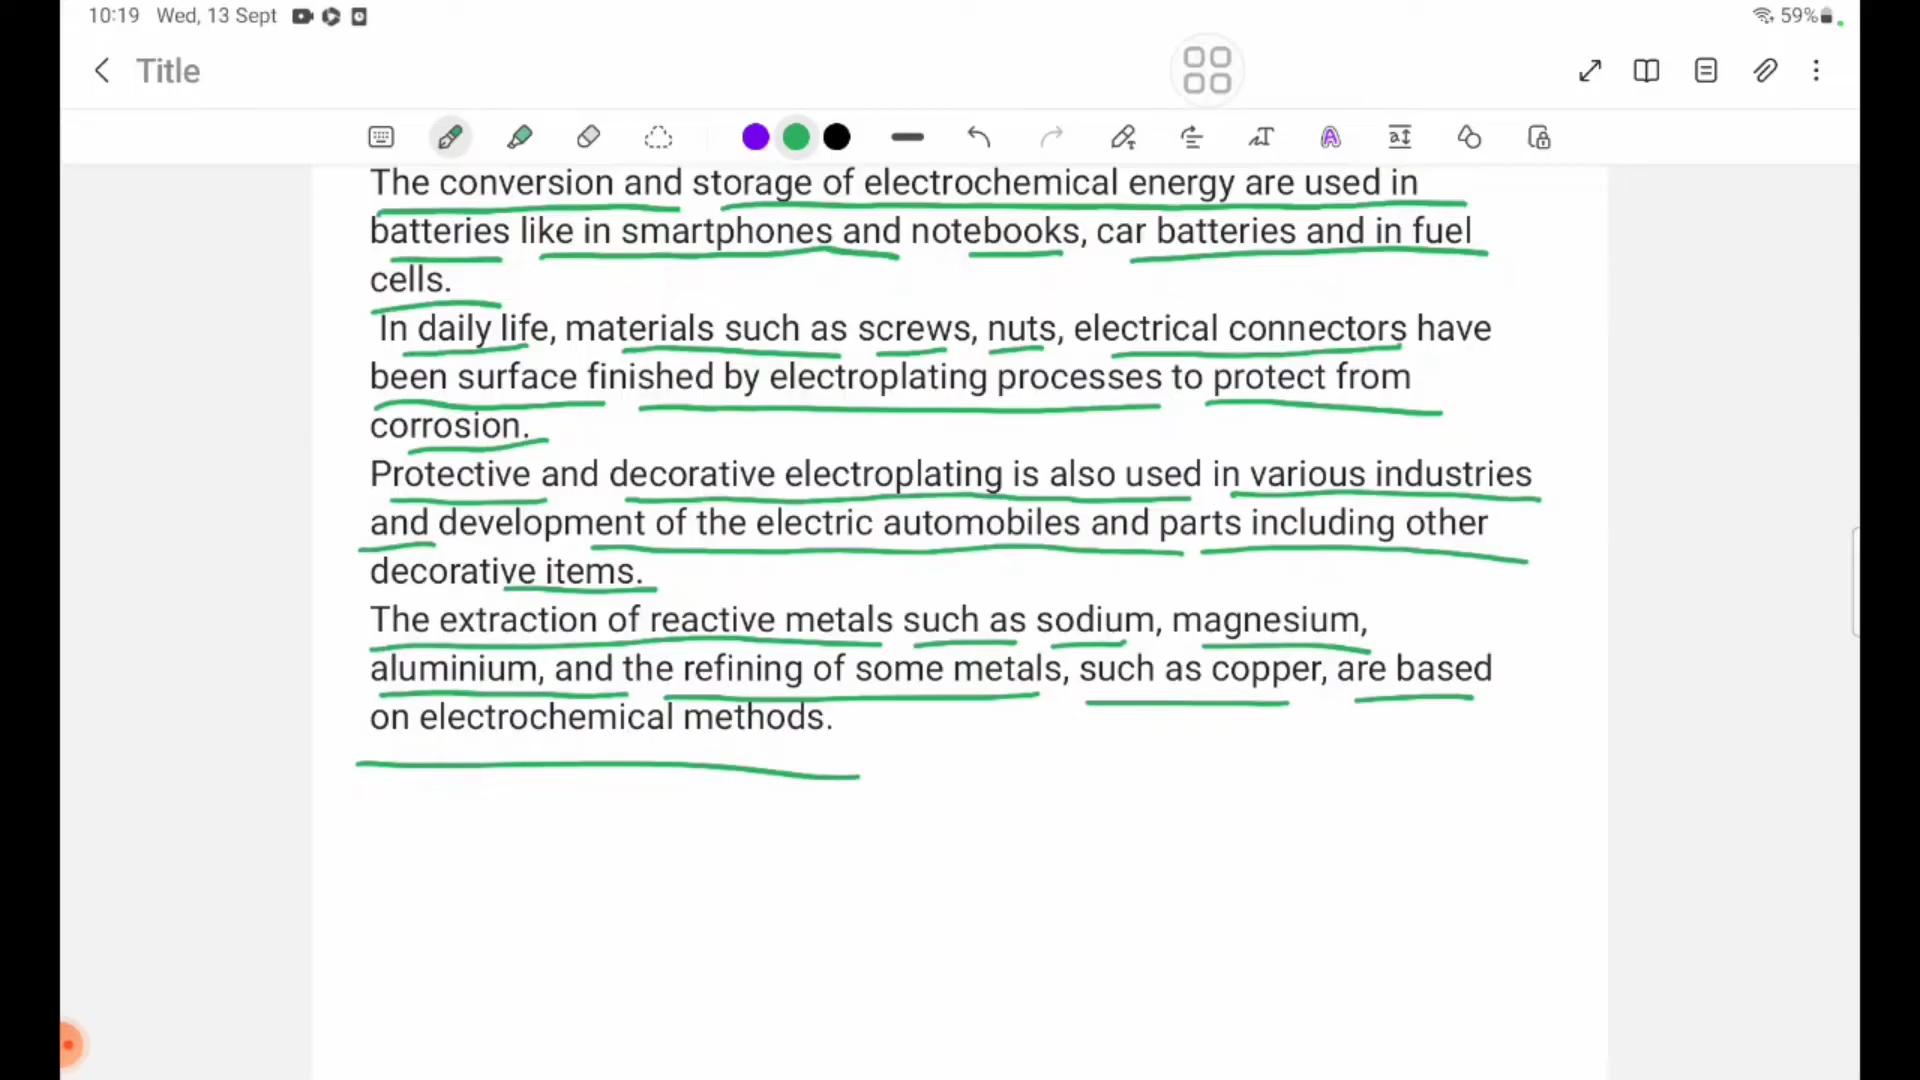 10:19 Wed, 13 Sept 59%
Title
The conversion and storage of electrochemical energy are used in
batteries like in smartphones and notebooks, car batteries and in fuel
cells.
In daily life, materials such as screws, nuts, electrical connectors have
been surface finished by electroplating processes to protect from
corrosion.
Protective and decorative electroplating is also used in various industries
and development of the electric automobiles and parts including other
decorative items.
The extraction of reactive metals such as sodium, magnesium,
aluminium, and the refining of some metals, such as copper, are based
on electrochemical methods.